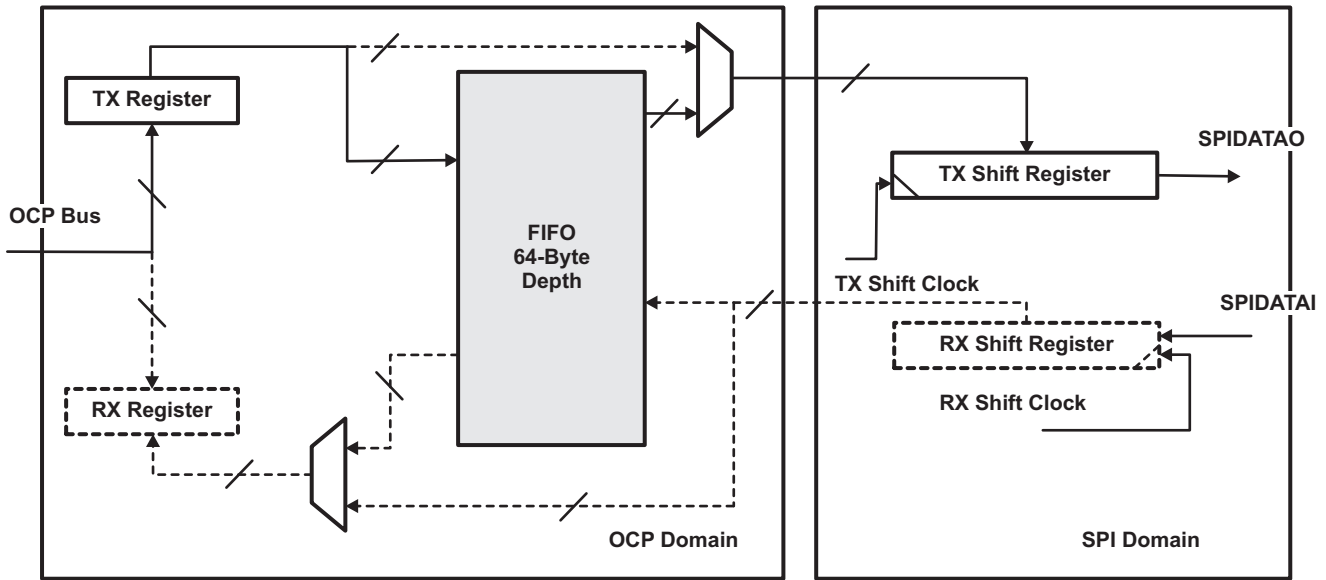 TX Register
OCP Bus
FIFO
64-Byte
Depth
RX Register
OCP Domain
SPIDATAO
TX Shift Register
TX Shift Clock
SPIDATAI
RX Shift Register
RX Shift Clock
SPI Domain